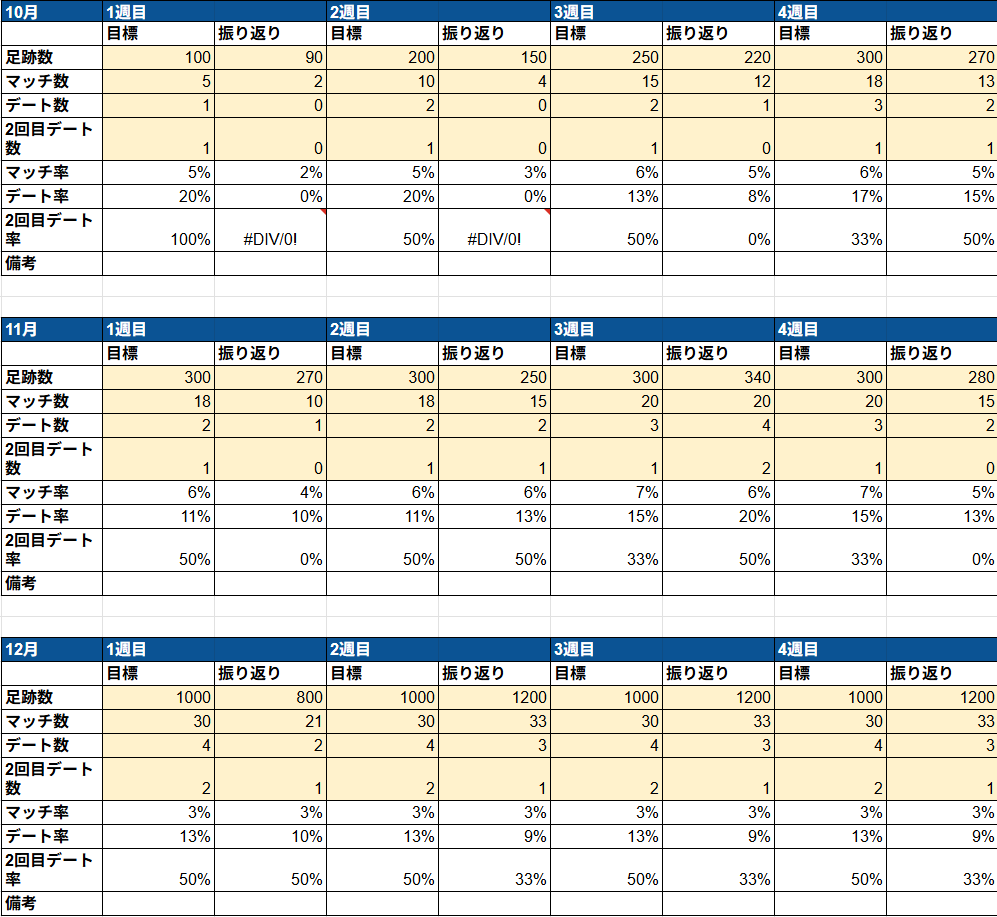 10月 1週目 2週目 3週目 4週目
目標 振り返り 目標 振り返り 目標 振り返り 目標 振り返り
足跡数 100 90 200 150 250 220 300 270
マッチ数 5 2 10 4 15 12 18 13
デート数 1 0 2 0 2 1 3 2
2回目デート
数 1 0 1 0 1 0 1 1
マッチ率 5% 2% 5% 3% 6% 5% 6% 5%
デート率 20% 0% 20% 0% 13% 8% 17% 15%
2回目デート
率 100% #DIV/0! 50% #DIV/0! 50% 0% 33% 50%
備考
11月 1週目 2週目 3週目 4週目
目標 振り返り 目標 振り返り 目標 振り返り 目標 振り返り
足跡数 300 270 300 250 300 340 300 280
マッチ数 18 10 18 15 20 20 20 15
デート数 2 1 2 2 3 4 3 2
2回目デート
数 1 0 1 1 1 2 1 0
マッチ率 6% 4% 6% 6% 7% 6% 7% 5%
デート率 11% 10% 11% 13% 15% 20% 15% 13%
2回目デート
率 50% 0% 50% 50% 33% 50% 33% 0%
備考
12月 1週目 2週目 3週目 4週目
目標 振り返り 目標 振り返り 目標 振り返り 目標 振り返り
足跡数 1000 800 1000 1200 1000 1200 1000 1200
マッチ数 30 21 30 33 30 33 30 33
デート数 4 2 4 3 4 3 4 3
2回目デート
数 2 1 2 1 2 1 2 1
マッチ率 3% 3% 3% 3% 3% 3% 3% 3%
デート率 13% 10% 13% 9% 13% 9% 13% 9%
2回目デート
率 50% 50% 50% 33% 50% 33% 50% 33%
備考